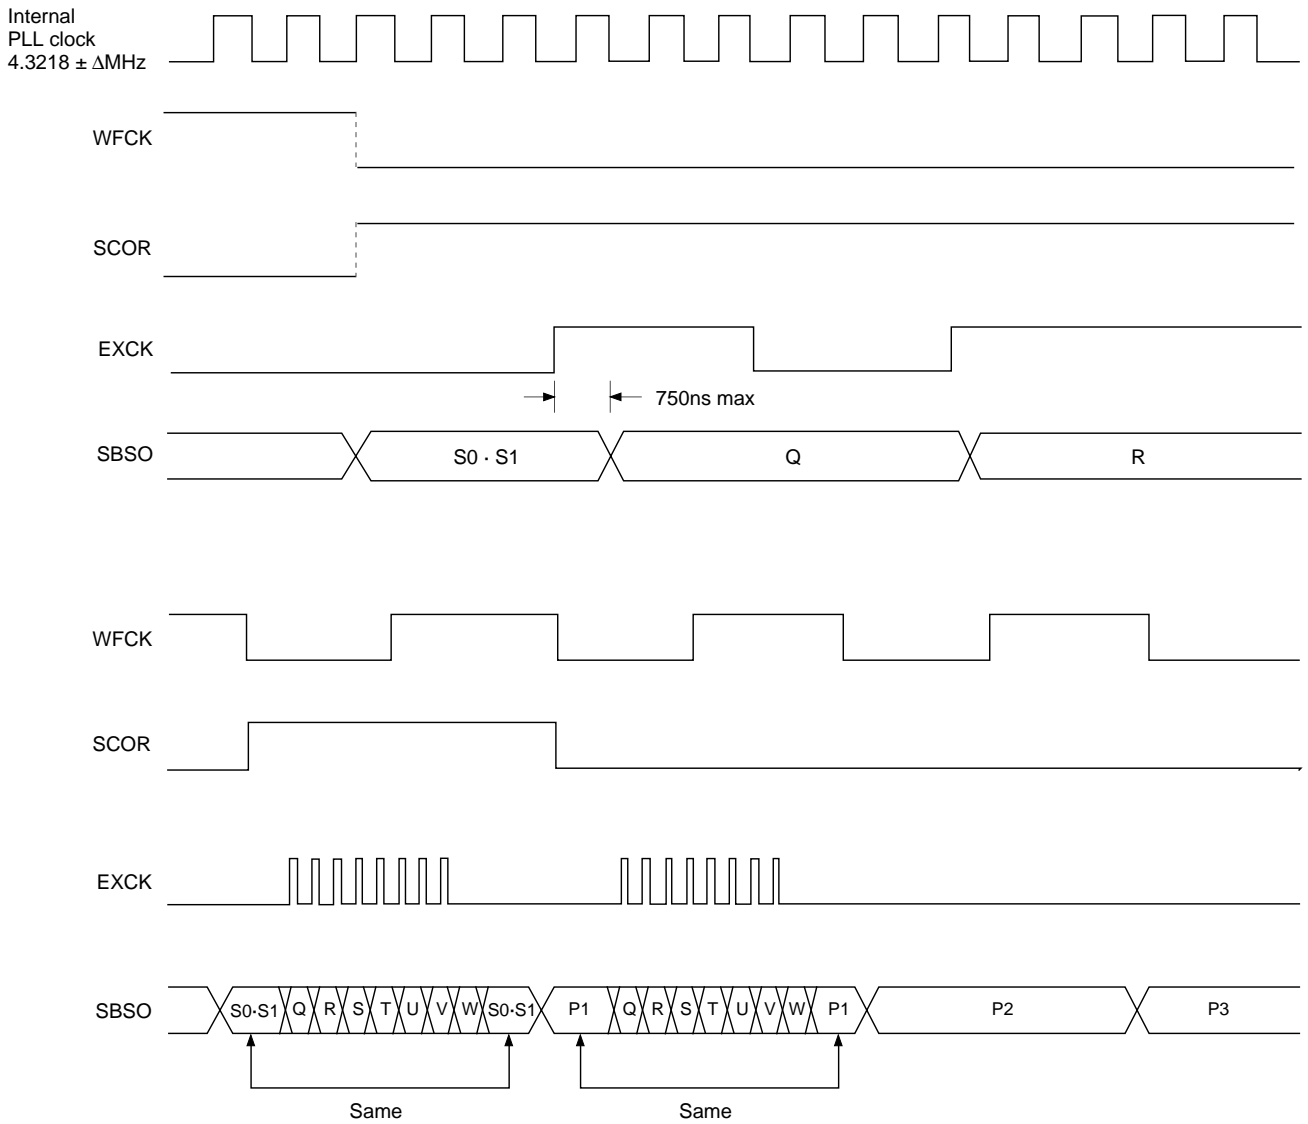 Internal
PLL clock
4.3218 ± ΔMHz
WFCK
SCOR
EXCK
750ns max
SBSO
S0 · S1
Q
R
WFCK
SCOR
EXCK
SBSO
S0·S1 Q R S T U V W S0·S1 P1 Q R S T U V W P1 P2 P3
Same
Same